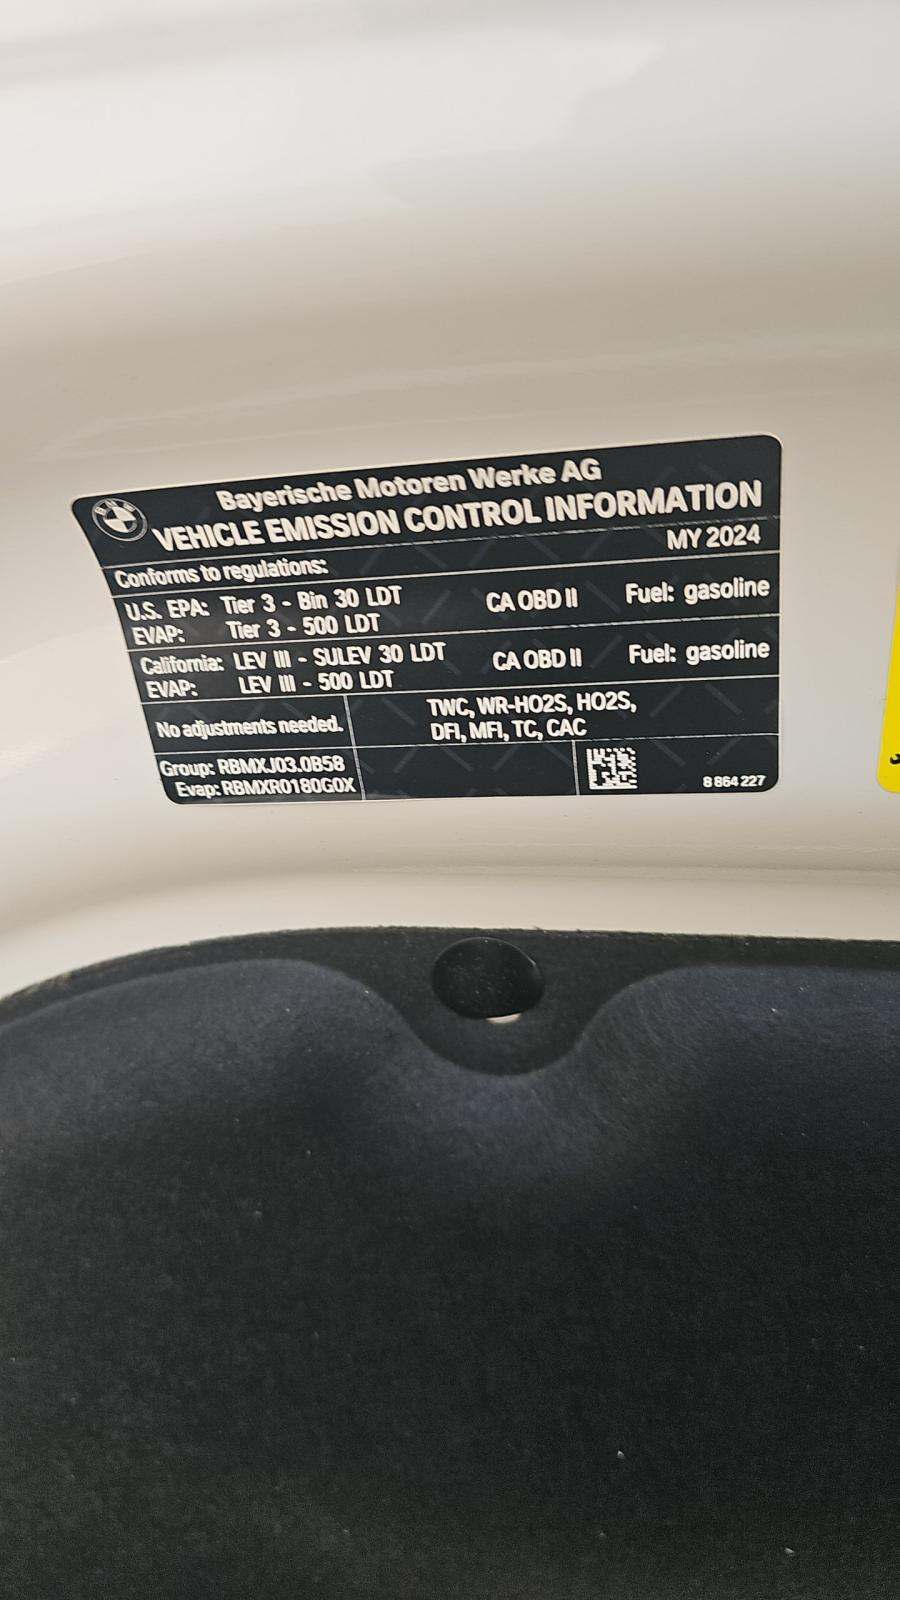 BMW
Bayerische Motoren Werke AG
VEHICLE EMISSION CONTROL INFORMATION
MY 2024
Conforms to regulations:
U.S. EPA: Tier 3 - Bin 30 LDT CA OBD II Fuel: gasoline
EVAP: Tier 3 - 500 LDT
California: LEV III - SULEV 30 LDT CA OBD II Fuel: gasoline
EVAP: LEV III - 500 LDT
No adjustments needed.
TWC, WR-HO2S, HO2S,
DFI, MFI, TC, CAC
Group: RBMXJ03.0B58
Evap: RBMXR0180G0X
8 864 227